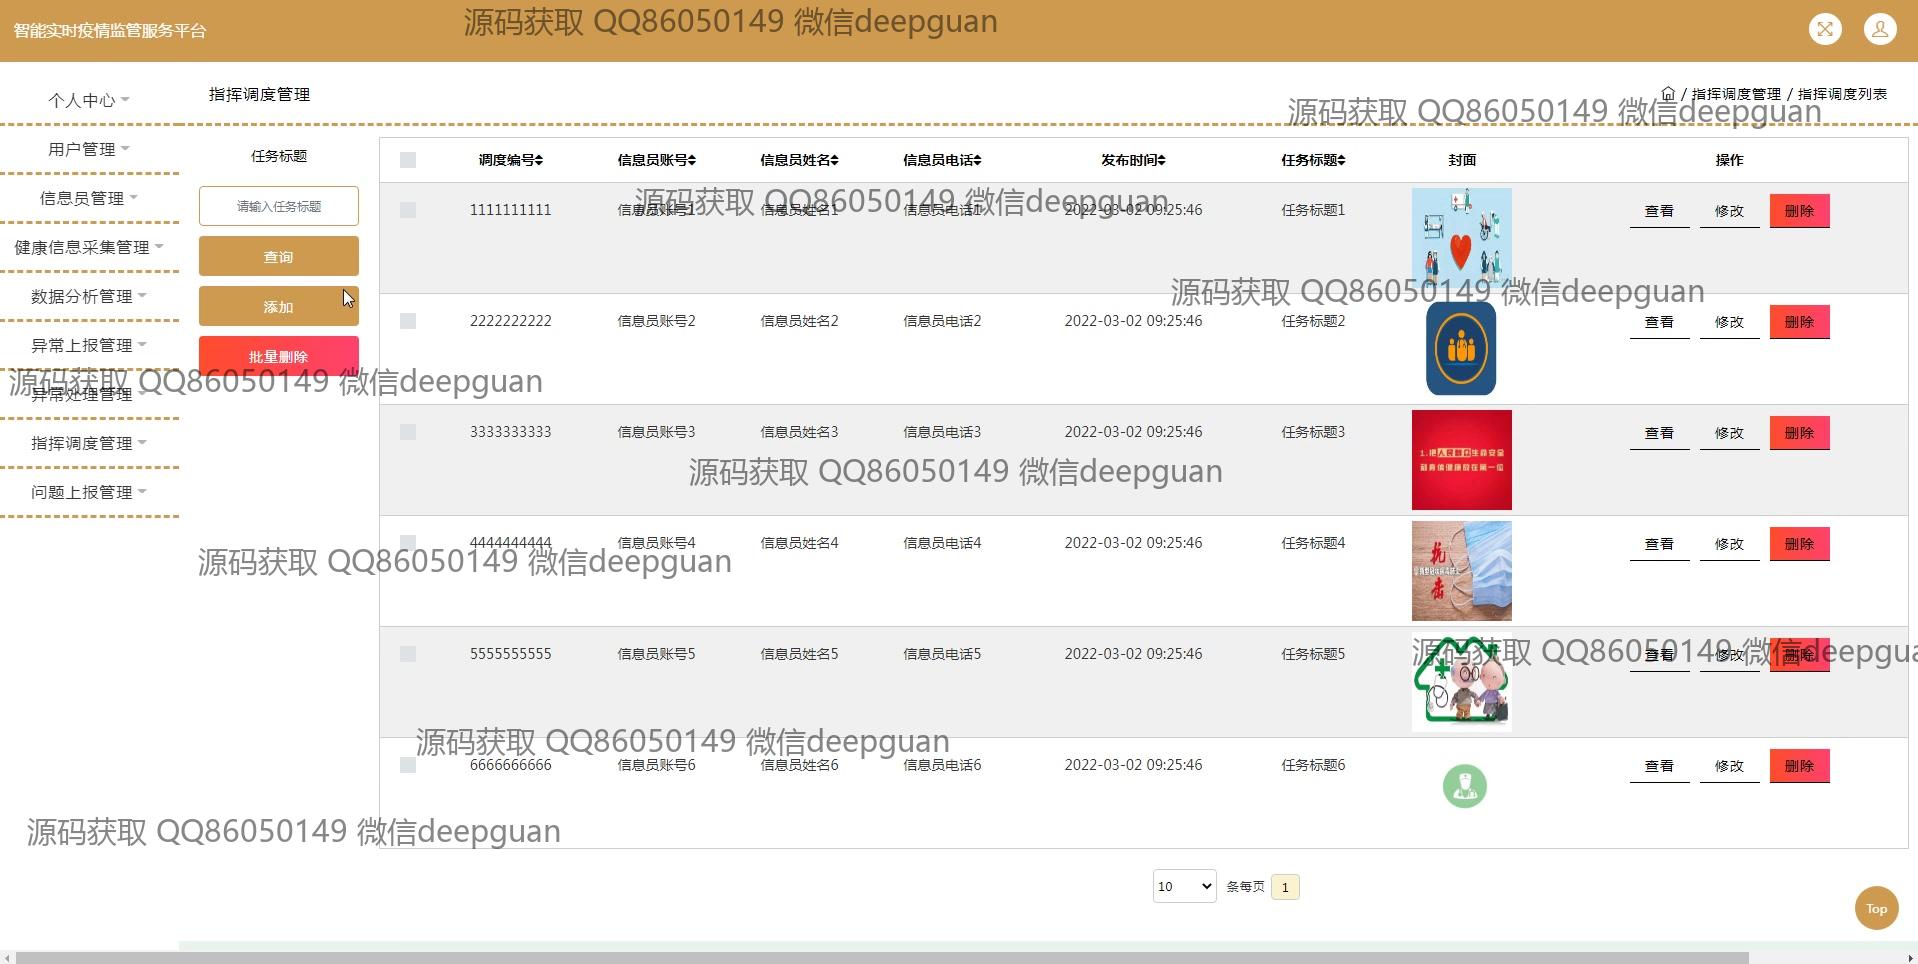 智能实时疫情监管服务平台
源码获取 QQ86050149 微信deepguan
个人中心
用户管理
信息员管理
健康信息采集管理
数据分析管理
异常上报管理
异常处理管理
指挥调度管理
问题上报管理
指挥调度管理
/ 指挥调度管理 / 指挥调度列表
源码获取 QQ86050149 微信deepguan
任务标题
请输入任务标题
查询
添加
批量删除
调度编号 信息员账号 信息员姓名 信息员电话 发布时间 任务标题 封面 操作
1111111111 信息员账号1 信息员姓名1 信息员电话1 2022-03-02 09:25:46 任务标题1 查看 修改 删除
源码获取 QQ86050149 微信deepguan
源码获取 QQ86050149 微信deepguan
2222222222 信息员账号2 信息员姓名2 信息员电话2 2022-03-02 09:25:46 任务标题2 查看 修改 删除
源码获取 QQ86050149 微信deepguan
3333333333 信息员账号3 信息员姓名3 信息员电话3 2022-03-02 09:25:46 任务标题3 查看 修改 删除
1.把人民群众生命安全
和身体健康放在第一位
源码获取 QQ86050149 微信deepguan
4444444444 信息员账号4 信息员姓名4 信息员电话4 2022-03-02 09:25:46 任务标题4 查看 修改 删除
抗
击
源码获取 QQ86050149 微信deepguan
5555555555 信息员账号5 信息员姓名5 信息员电话5 2022-03-02 09:25:46 任务标题5 查看 修改 删除
源码获取 QQ86050149 微信deepgua
源码获取 QQ86050149 微信deepguan
6666666666 信息员账号6 信息员姓名6 信息员电话6 2022-03-02 09:25:46 任务标题6 查看 修改 删除
源码获取 QQ86050149 微信deepguan
10 条每页 1
Top